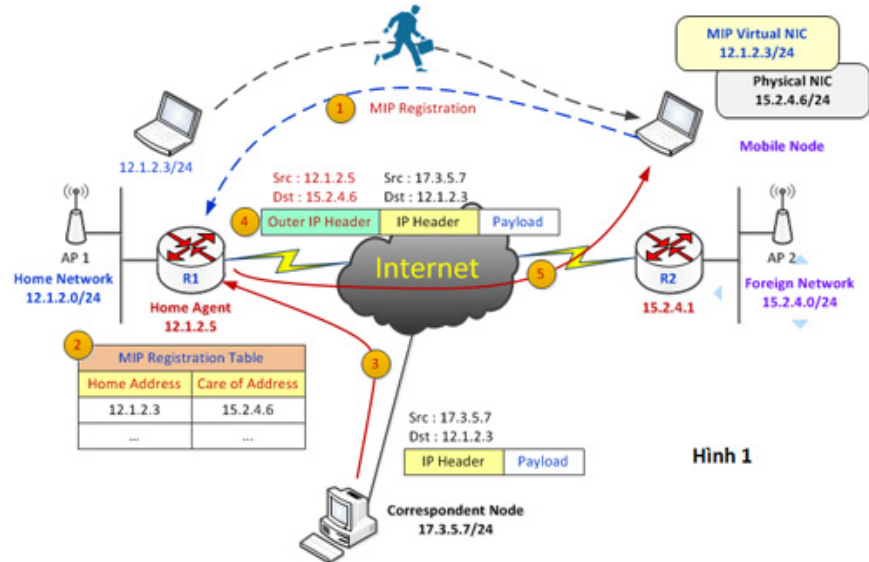 MIP Virtual NIC
12.1.2.3/24
Physical NIC
15.2.4.6/24
1
MIP Registration
12.1.2.3/24
Mobile Node
Src : 12.1.2.5
Dst : 15.2.4.6
Src : 17.3.5.7
Dst : 12.1.2.3
4
Outer IP Header
IP Header
Payload
AP 1
R1
Internet
5
R2
AP 2
Home Network
12.1.2.0/24
Home Agent
12.1.2.5
15.2.4.1
Foreign Network
15.2.4.0/24
2
MIP Registration Table
Home Address
Care of Address
12.1.2.3
15.2.4.6
...
...
3
Src : 17.3.5.7
Dst : 12.1.2.3
IP Header
Payload
Hình 1
Correspondent Node
17.3.5.7/24